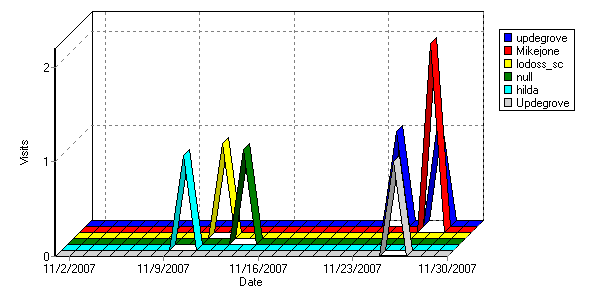 updegrove
Mikejone
lodoss_sc
null
hilda
Updegrove
2
1
0
Visits
11/2/2007 11/9/2007 11/16/2007 11/23/2007 11/30/2007
Date